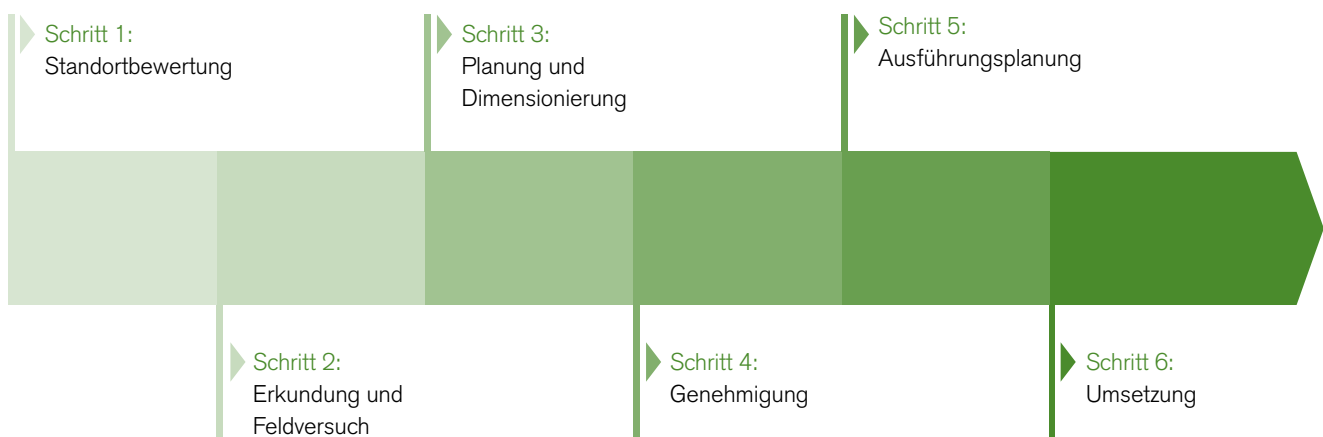 Schritt 1:
Standortbewertung
Schritt 2:
Erkundung und
Feldversuch
Schritt 3:
Planung und
Dimensionierung
Schritt 4:
Genehmigung
Schritt 5:
Ausführungsplanung
Schritt 6:
Umsetzung